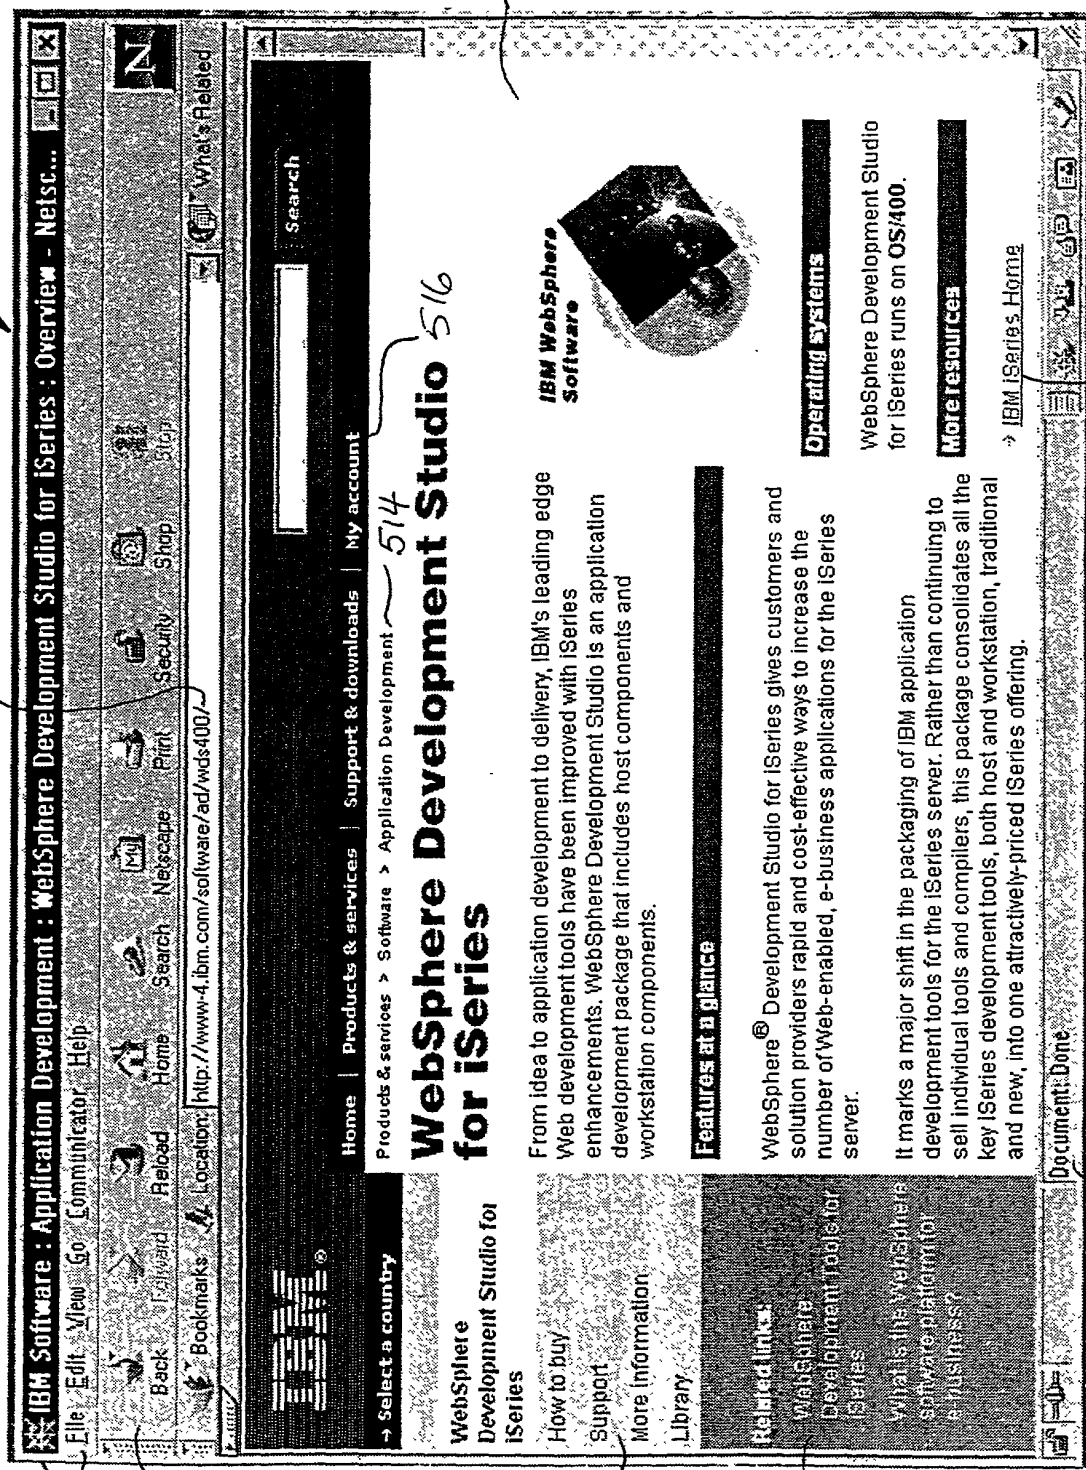 IBM Software : Application Development : WebSphere Development Studio for iSeries : Overview - Netsc...
File Edit View Go Communicator Help
Back Forward Reload Home Search Netscape Print Security Shop Stop
N
Bookmarks Location: http://www-4.ibm.com/software/ad/wds400/ What's Related
IBM®
Search
Home | Products & services | Support & downloads | My account
→ Select a country
Products & services > Software > Application Development
514
516
WebSphere Development Studio
for iSeries
WebSphere
Development Studio for
iSeries
How to buy
Support
More Information
Library
Related links
WebSphere
Development Tools for
iSeries
What is the WebSphere
software platform for
e-business?
From idea to application development to delivery, IBM's leading edge
Web development tools have been improved with iSeries
enhancements. WebSphere Development Studio is an application
development package that includes host components and
workstation components.
Features at a glance
WebSphere® Development Studio for iSeries gives customers and
solution providers rapid and cost-effective ways to increase the
number of Web-enabled, e-business applications for the iSeries
server.
It marks a major shift in the packaging of IBM application
development tools for the iSeries server. Rather than continuing to
sell individual tools and compilers, this package consolidates all the
key iSeries development tools, both host and workstation, traditional
and new, into one attractively-priced iSeries offering.
IBM WebSphere
Software
Operating systems
WebSphere Development Studio
for iSeries runs on OS/400.
More resources
→ IBM iSeries Home
Document: Done